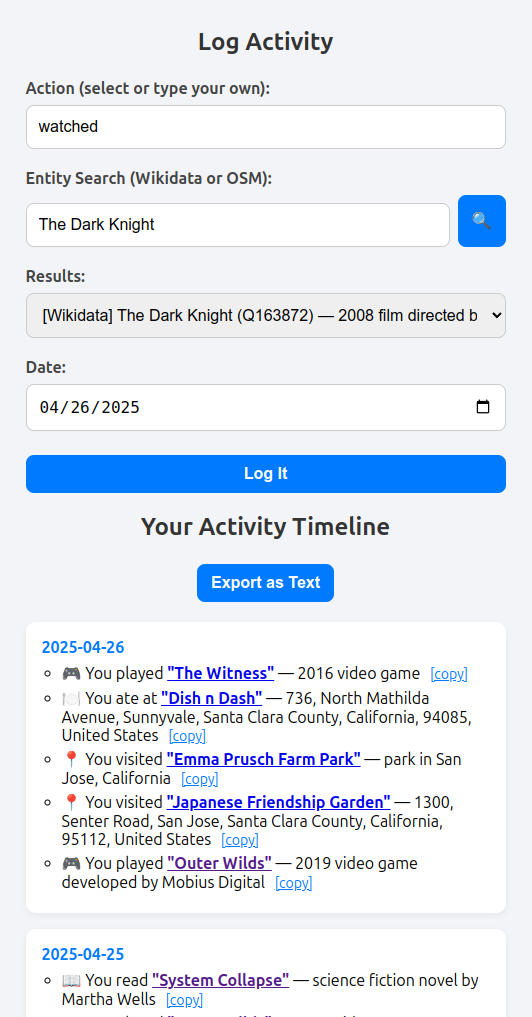 Log Activity
Action (select or type your own):
watched
Entity Search (Wikidata or OSM):
The Dark Knight
🔍
Results:
[Wikidata] The Dark Knight (Q163872) — 2008 film directed b
Date:
04/26/2025
Log It
Your Activity Timeline
Export as Text
2025-04-26
🎮 You played "The Witness" — 2016 video game [copy]
🍽️ You ate at "Dish n Dash" — 736, North Mathilda
Avenue, Sunnyvale, Santa Clara County, California, 94085,
United States [copy]
📍 You visited "Emma Prusch Farm Park" — park in San
Jose, California [copy]
📍 You visited "Japanese Friendship Garden" — 1300,
Senter Road, San Jose, Santa Clara County, California,
95112, United States [copy]
🎮 You played "Outer Wilds" — 2019 video game
developed by Mobius Digital [copy]
2025-04-25
📖 You read "System Collapse" — science fiction novel by
Martha Wells [copy]